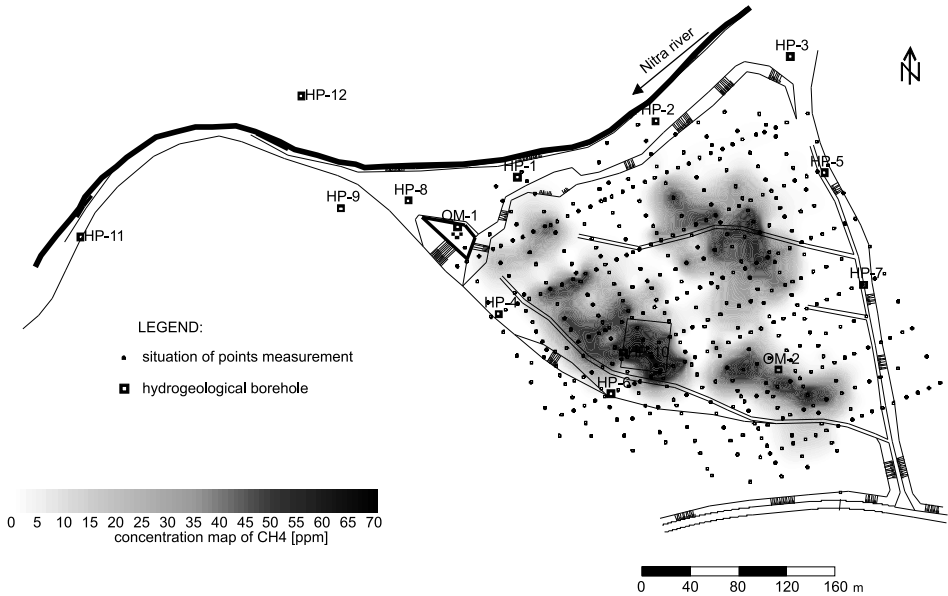 HP-3
N
Nitra river
HP-12
HP-2
HP-1
HP-5
HP-8
HP-9
OM-1
HP-11
HP-7
HP-4
LEGEND:
situation of points measurement
OM-2
HP-6
hydrogeological borehole
0 5 10 15 20 25 30 35 40 45 50 55 60 65 70
concentration map of CH4 [ppm]
0 40 80 120 160 m